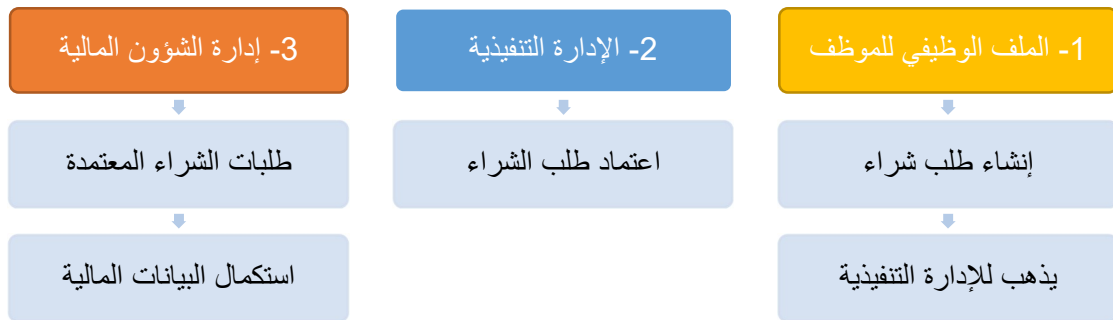 1- الملف الوظيفي للموظف
إنشاء طلب شراء
يذهب للإدارة التنفيذية
2- الإدارة التنفيذية
اعتماد طلب الشراء
3- إدارة الشؤون المالية
طلبات الشراء المعتمدة
استكمال البيانات المالية